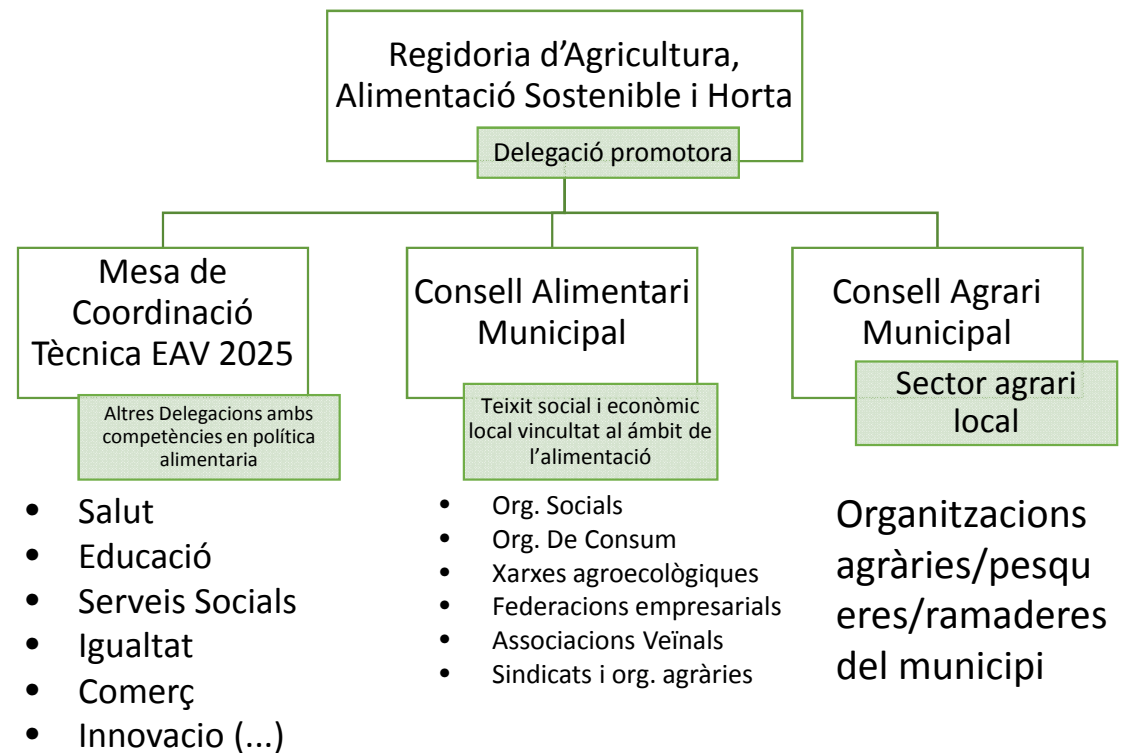 Regidoria d'Agricultura,
Alimentació Sostenible i Horta
Delegació promotora
Mesa de
Coordinació
Tècnica EAV 2025
Altres Delegacions ambs
competències en política
alimentaria
• Salut
• Educació
• Serveis Socials
• Igualtat
• Comerç
• Innovacio (...)
Consell Alimentari
Municipal
Teixit social i econòmic
local vincultat al ámbit de
l'alimentació
• Org. Socials
• Org. De Consum
• Xarxes agroecològiques
• Federacions empresarials
• Associacions Veïnals
• Sindicats i org. agràries
Consell Agrari
Municipal
Sector agrari
local
Organitzacions
agràries/pesqu
eres/ramaderes
del municipi